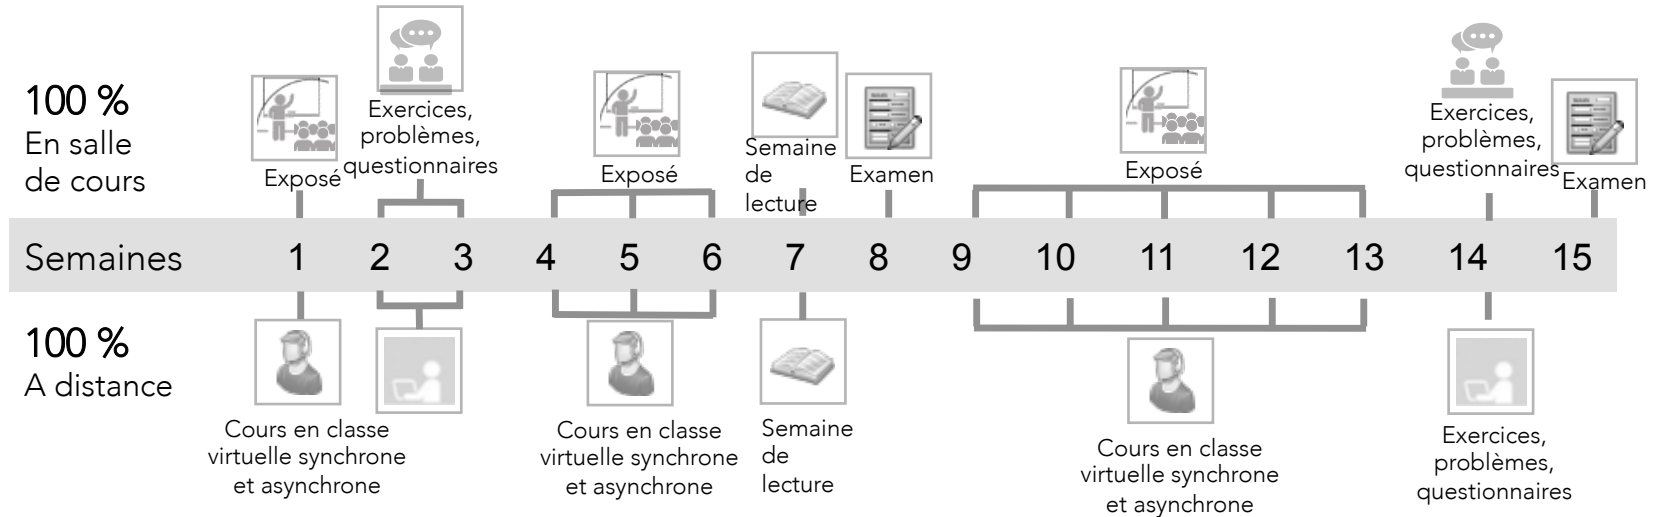 100 %
En salle
de cours
Exposé
Exercices,
problèmes,
questionnaires
Exposé
Semaine
de
lecture
Examen
Exposé
Exercices,
problèmes,
questionnaires
Examen
Semaines 1 2 3 4 5 6 7 8 9 10 11 12 13 14 15
100 %
A distance
Cours en classe
virtuelle synchrone
et asynchrone
Cours en classe
virtuelle synchrone
et asynchrone
Semaine
de
lecture
Cours en classe
virtuelle synchrone
et asynchrone
Exercices,
problèmes,
questionnaires